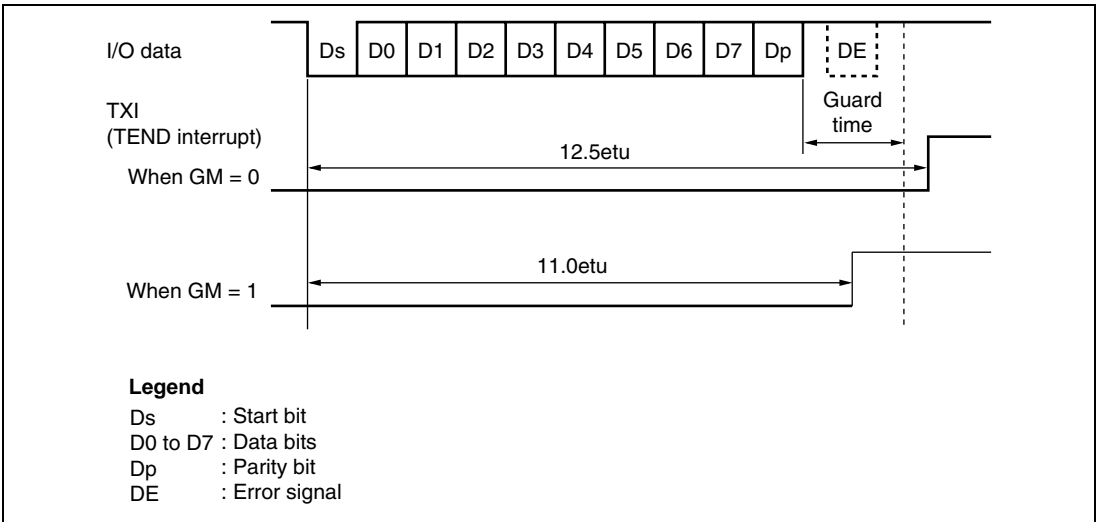 I/O data
Ds D0 D1 D2 D3 D4 D5 D6 D7 Dp DE
Guard
time
TXI
(TEND interrupt)
12.5etu
When GM = 0
11.0etu
When GM = 1
Legend
Ds : Start bit
D0 to D7 : Data bits
Dp : Parity bit
DE : Error signal